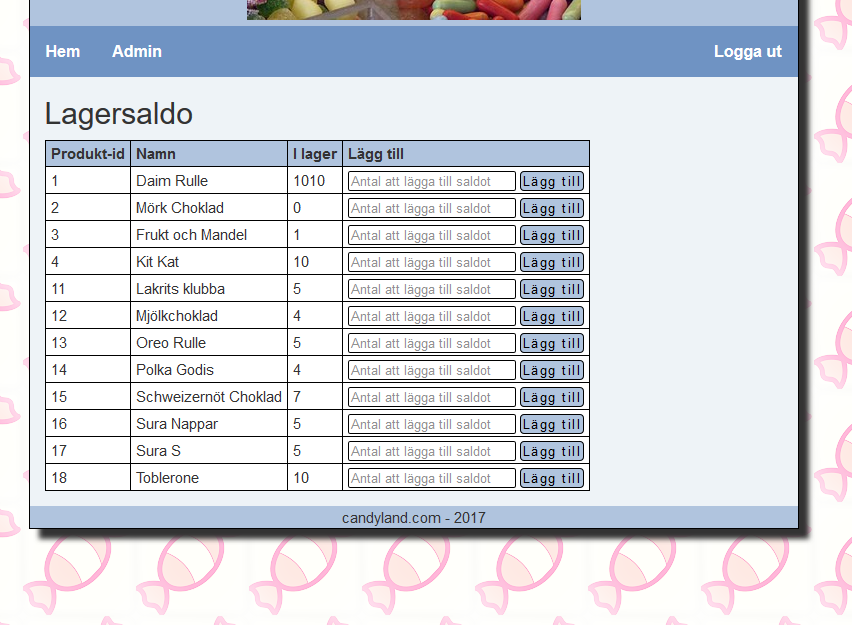 Hem Admin Logga ut
Lagersaldo
Produkt-id Namn I lager Lägg till
1 Daim Rulle 1010 Antal att lägga till saldot Lägg till
2 Mörk Choklad 0 Antal att lägga till saldot Lägg till
3 Frukt och Mandel 1 Antal att lägga till saldot Lägg till
4 Kit Kat 10 Antal att lägga till saldot Lägg till
11 Lakrits klubba 5 Antal att lägga till saldot Lägg till
12 Mjölkchoklad 4 Antal att lägga till saldot Lägg till
13 Oreo Rulle 5 Antal att lägga till saldot Lägg till
14 Polka Godis 4 Antal att lägga till saldot Lägg till
15 Schweizernöt Choklad 7 Antal att lägga till saldot Lägg till
16 Sura Nappar 5 Antal att lägga till saldot Lägg till
17 Sura S 5 Antal att lägga till saldot Lägg till
18 Toblerone 10 Antal att lägga till saldot Lägg till
candyland.com - 2017